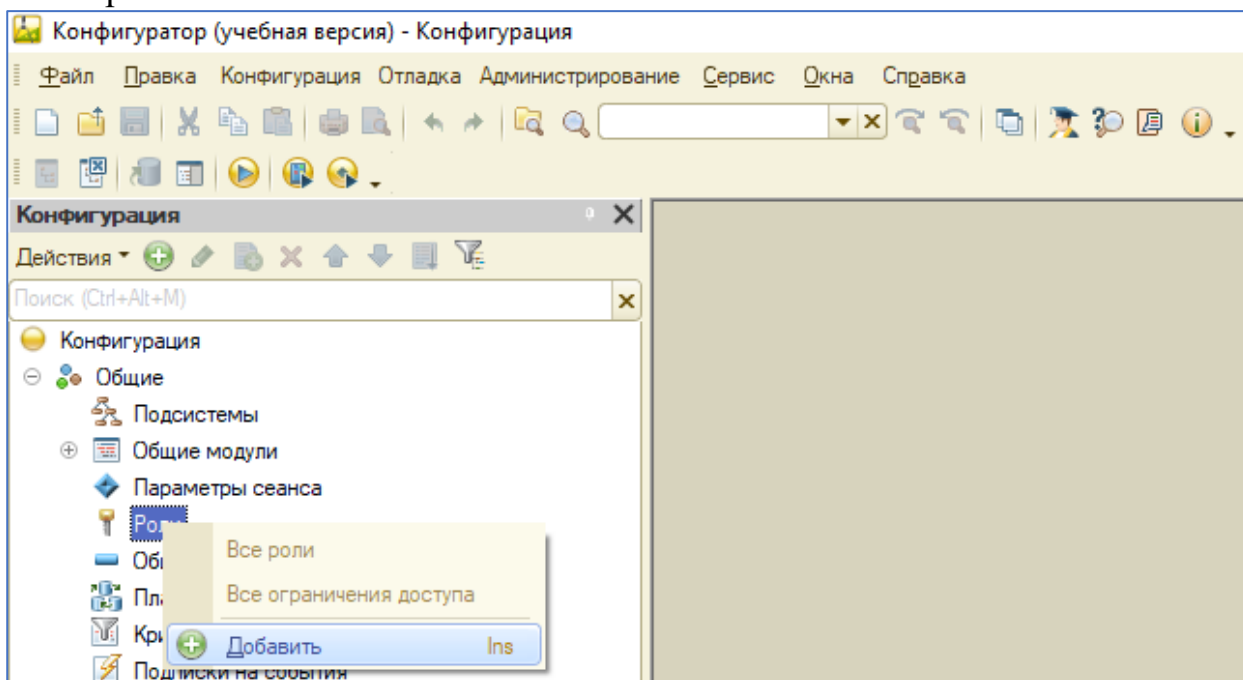 Конфигуратор (учебная версия) - Конфигурация
Файл Правка Конфигурация Отладка Администрирование Сервис Окна Справка
Конфигурация
Действия
Поиск (Ctrl+Alt+M)
Конфигурация
Общие
Подсистемы
Общие модули
Параметры сеанса
Все роли
Все ограничения доступа
Добавить Ins
Подписки на события